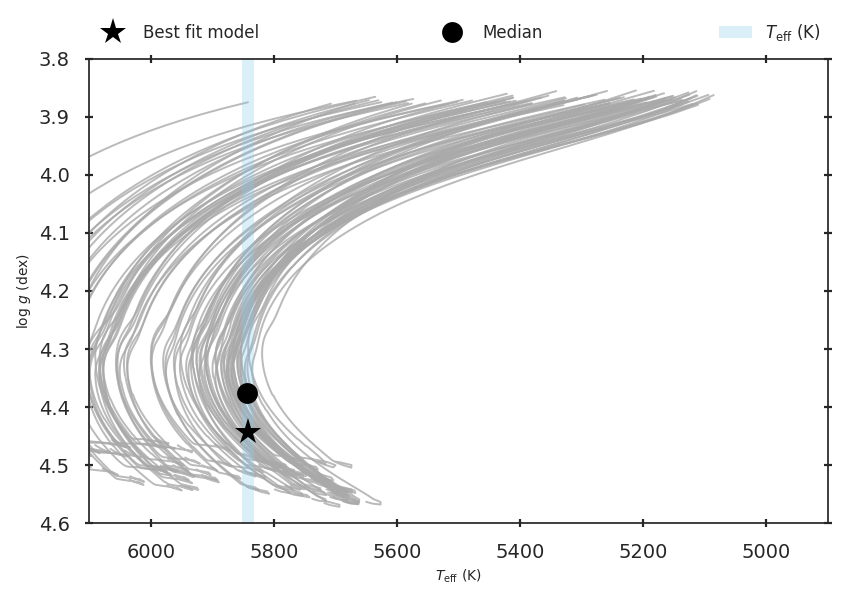 Best fit model
Median
T_eff (K)
3.8
3.9
4.0
4.1
4.2
4.3
4.4
4.5
4.6
log g (dex)
6000 5800 5600 5400 5200 5000
T_eff (K)